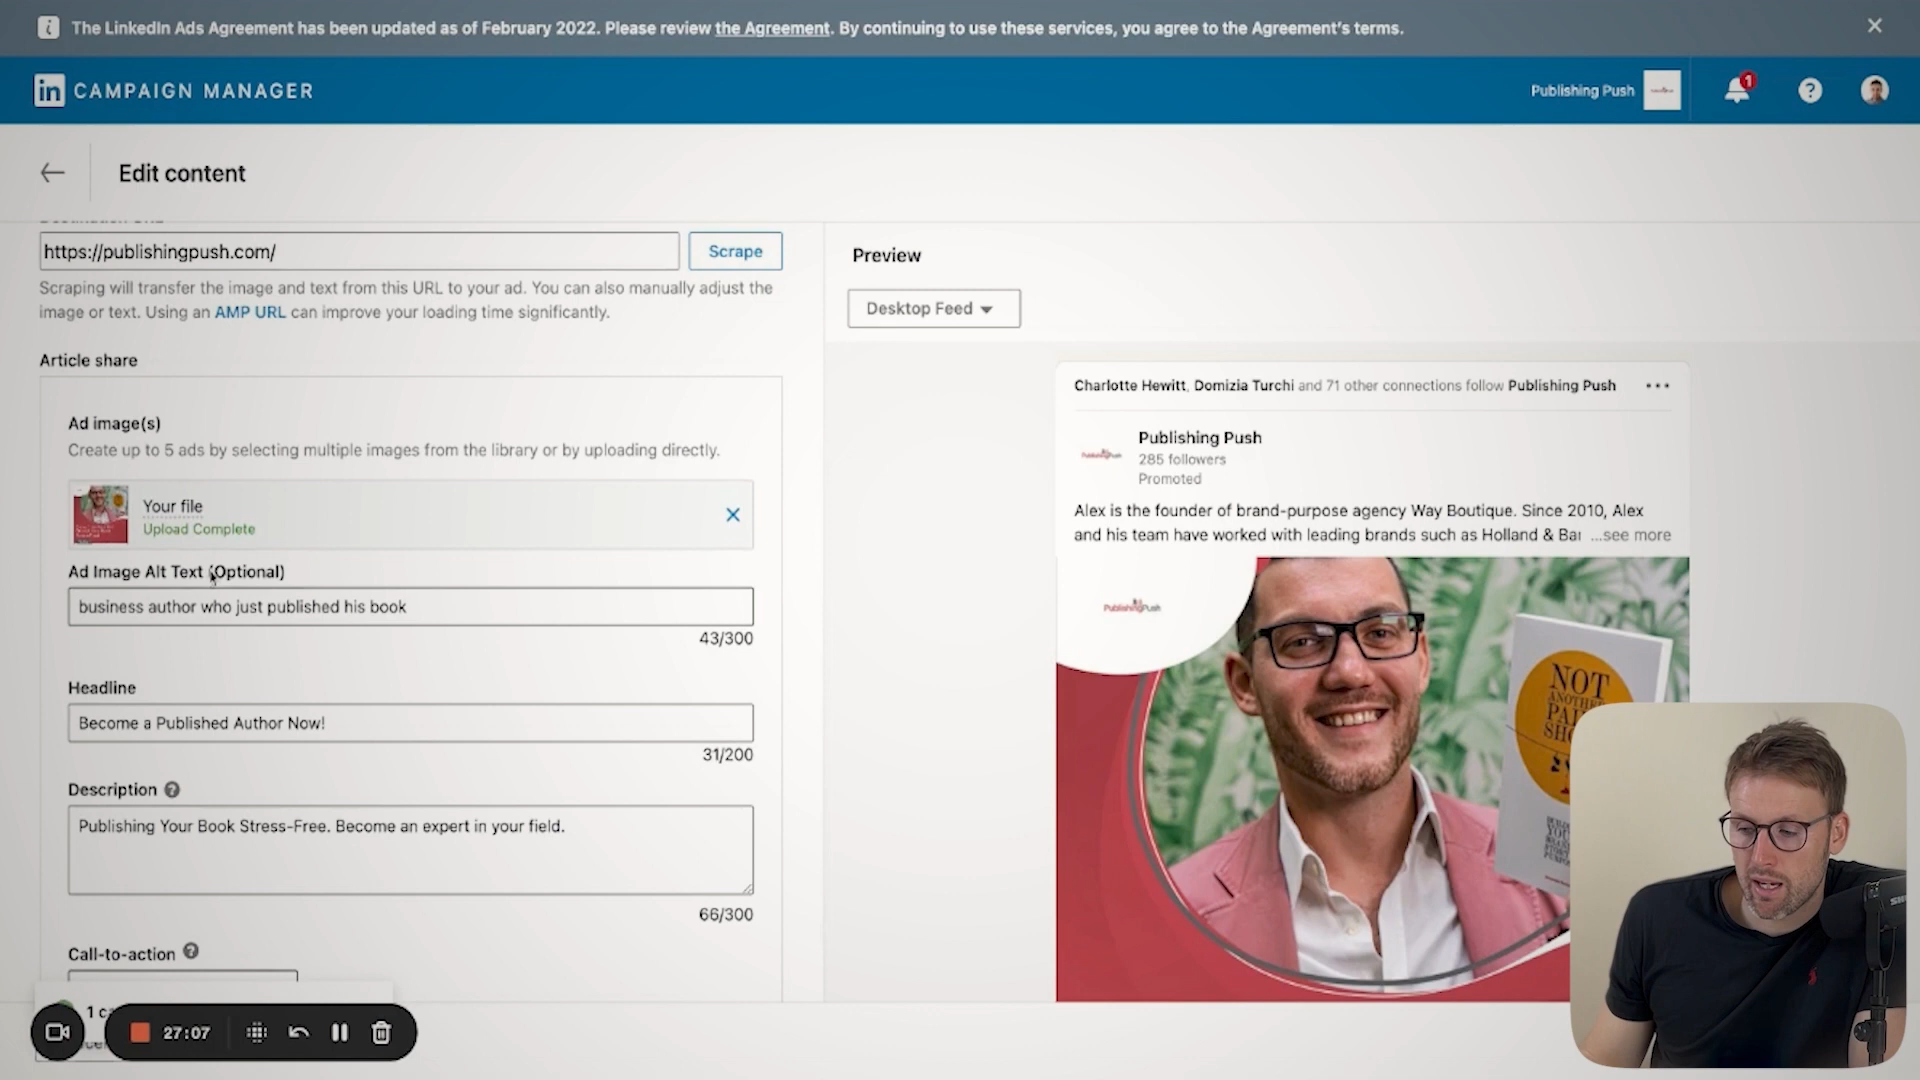 The LinkedIn Ads Agreement has been updated as of February 2022. Please review the Agreement. By continuing to use these services, you agree to the Agreement's terms.
in CAMPAIGN MANAGER
Publishing Push
1
Edit content
https://publishingpush.com/
Scrape
Scraping will transfer the image and text from this URL to your ad. You can also manually adjust the
image or text. Using an AMP URL can improve your loading time significantly.
Article share
Ad image(s)
Create up to 5 ads by selecting multiple images from the library or by uploading directly.
Your file
Upload Complete
Ad Image Alt Text (Optional)
business author who just published his book
43/300
Headline
Become a Published Author Now!
31/200
Description
Publishing Your Book Stress-Free. Become an expert in your field.
66/300
Call-to-action
27:07
Preview
Desktop Feed
Charlotte Hewitt, Domizia Turchi and 71 other connections follow Publishing Push
PublishingPush
Publishing Push
285 followers
Promoted
Alex is the founder of brand-purpose agency Way Boutique. Since 2010, Alex
and his team have worked with leading brands such as Holland & Bar ...see more
PublishingPush
NOT
ANOTHER